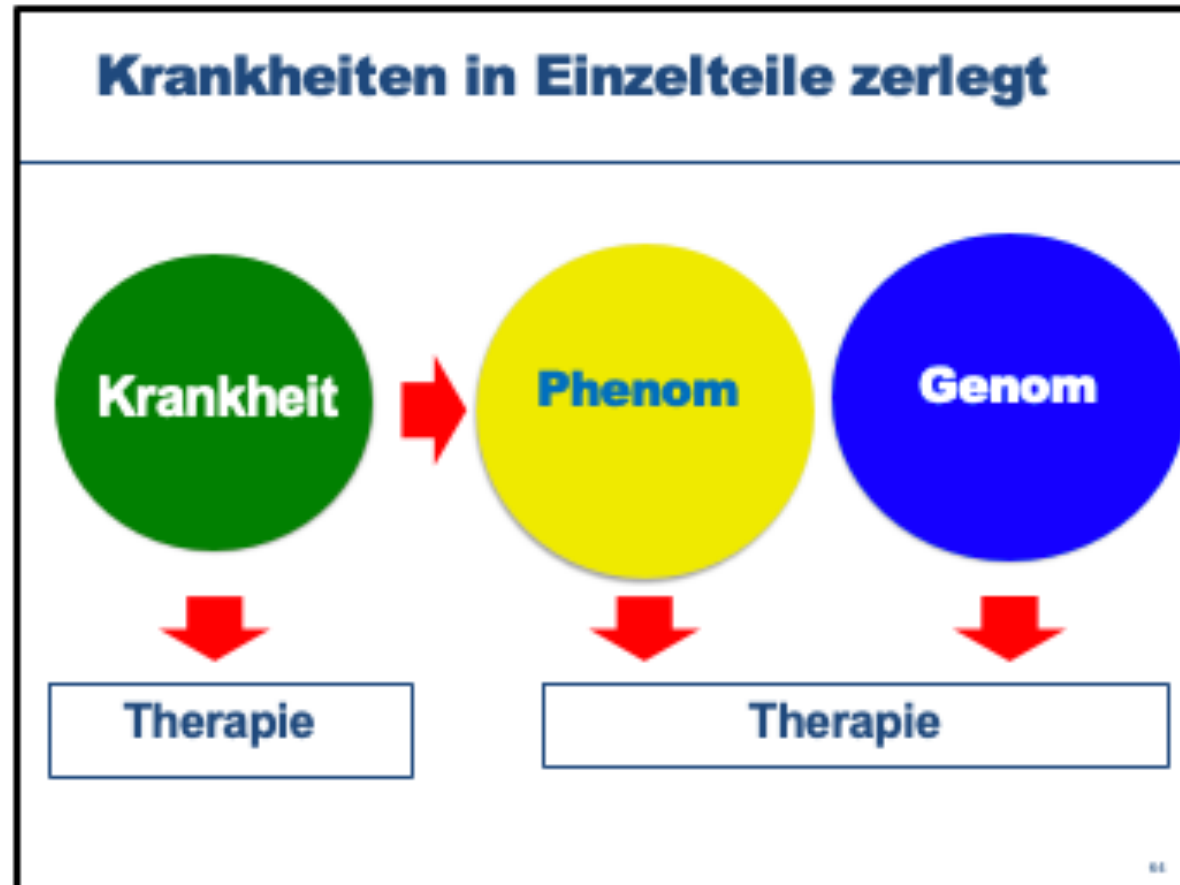 Krankheiten in Einzelteile zerlegt
Krankheit
Phenom
Genom
Therapie
Therapie